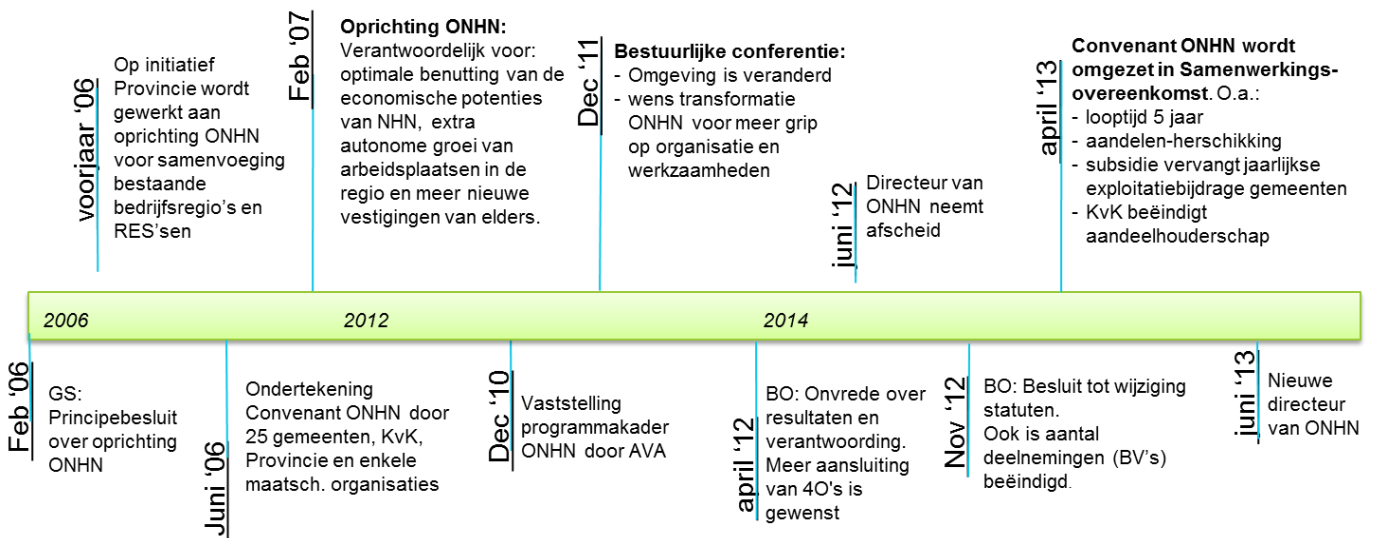 voorjaar ‘06
Op initiatief
Provincie wordt
gewerkt aan
oprichting ONHN
voor samenvoeging
bestaande
bedrijfsregio’s en
RES’sen
Feb ‘07
Oprichting ONHN:
Verantwoordelijk voor:
optimale benutting van de
economische potenties
van NHN, extra
autonome groei van
arbeidsplaatsen in de
regio en meer nieuwe
vestigingen van elders.
Dec ‘11
Bestuurlijke conferentie:
- Omgeving is veranderd
- wens transformatie
ONHN voor meer grip
op organisatie en
werkzaamheden
juni ‘12
Directeur van
ONHN neemt
afscheid
april ‘13
Convenant ONHN wordt
omgezet in Samenwerkings-
overeenkomst. O.a.:
- looptijd 5 jaar
- aandelen-herschikking
- subsidie vervangt jaarlijkse
exploitatiebijdrage gemeenten
- KvK beëindigt
aandeelhouderschap
2006
2012
2014
Feb ‘06
GS:
Principebesluit
over oprichting
ONHN
Juni ‘06
Ondertekening
Convenant ONHN door
25 gemeenten, KvK,
Provincie en enkele
maatsch. organisaties
Dec ‘10
Vaststelling
programmakader
ONHN door AVA
april ‘12
BO: Onvrede over
resultaten en
verantwoording.
Meer aansluiting
van 4O's is
gewenst
Nov ‘12
BO: Besluit tot wijziging
statuten.
Ook is aantal
deelnemingen (BV’s)
beëindigd.
juni ‘13
Nieuwe
directeur
van ONHN